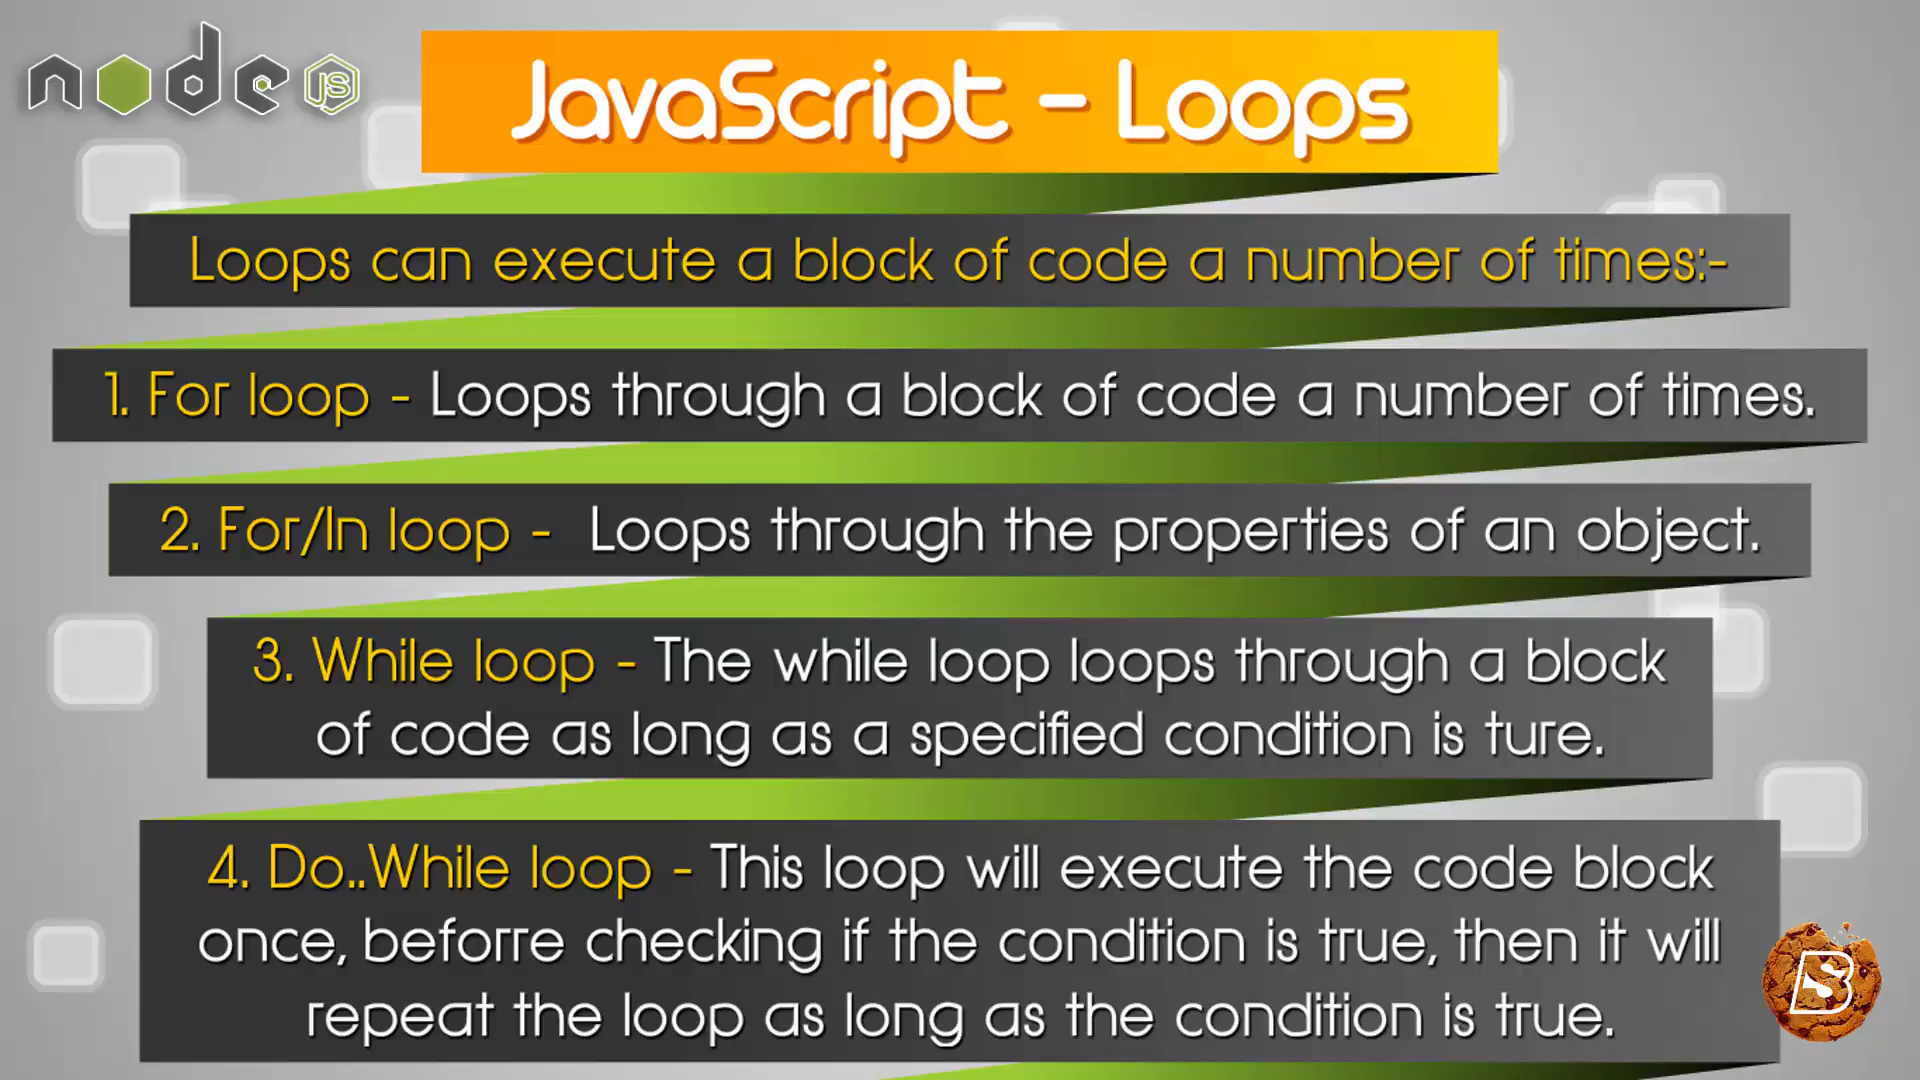 node JS
JavaScript - Loops
Loops can execute a block of code a number of times:-
1. For loop - Loops through a block of code a number of times.
2. For/In loop - Loops through the properties of an object.
3. While loop - The while loop loops through a block
of code as long as a specified condition is ture.
4. Do..While loop - This loop will execute the code block
once, beforre checking if the condition is true, then it will
repeat the loop as long as the condition is true.
B